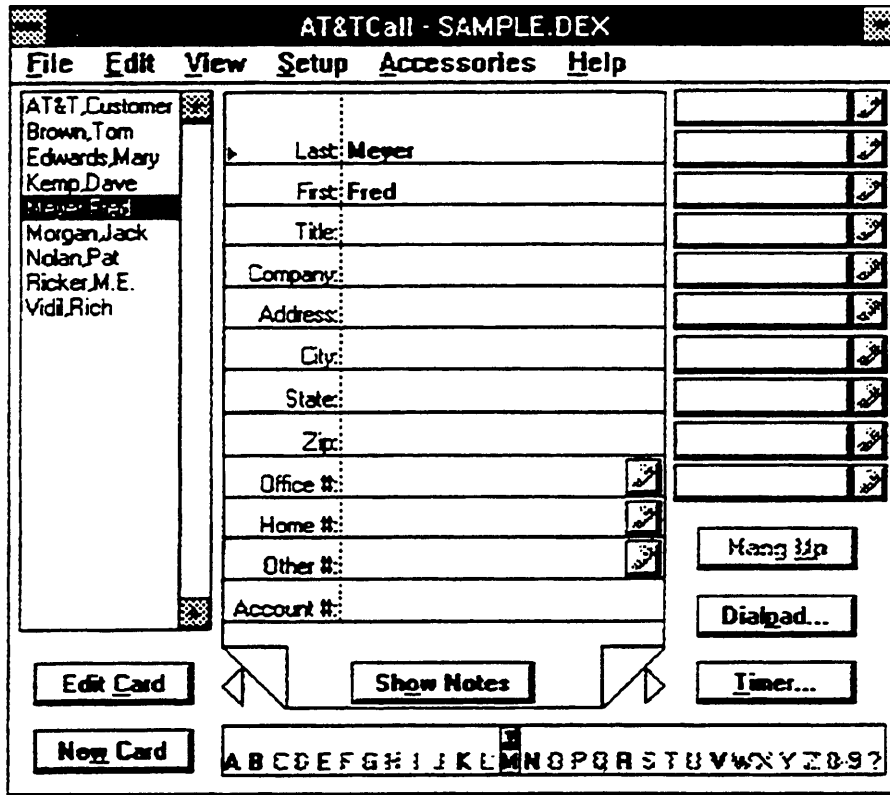 AT&TCall - SAMPLE.DEX
File Edit View Setup Accessories Help
AT&T,Customer
Brown,Tom
Edwards,Mary
Kemp,Dave
Meyer,Fred
Morgan,Jack
Nolan,Pat
Ricker,M.E.
Vidil,Rich
Last: Meyer
First: Fred
Title:
Company:
Address:
City:
State:
Zip:
Office #:
Home #:
Other #:
Account #:
Hang Up
Dialpad...
Timer...
Edit Card
Show Notes
New Card
A B C D E F G H I J K L M N O P Q R S T U V W X Y Z 0-9 ?